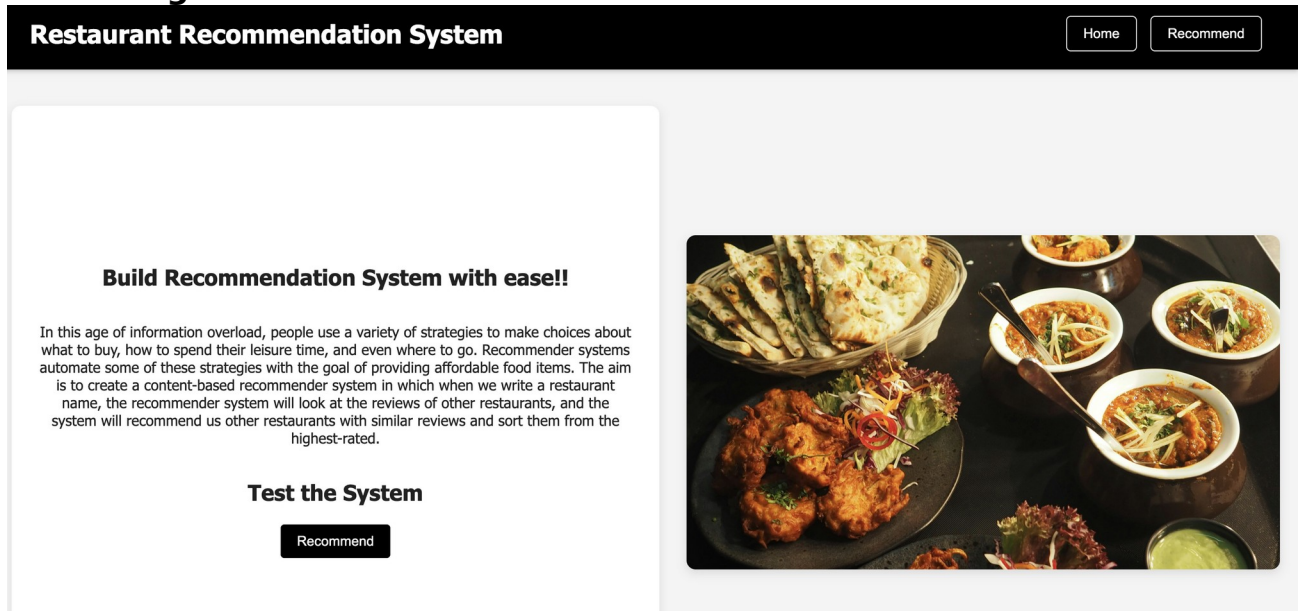 Restaurant Recommendation System
Home
Recommend
Build Recommendation System with ease!!
In this age of information overload, people use a variety of strategies to make choices about
what to buy, how to spend their leisure time, and even where to go. Recommender systems
automate some of these strategies with the goal of providing affordable food items. The aim
is to create a content-based recommender system in which when we write a restaurant
name, the recommender system will look at the reviews of other restaurants, and the
system will recommend us other restaurants with similar reviews and sort them from the
highest-rated.
Test the System
Recommend